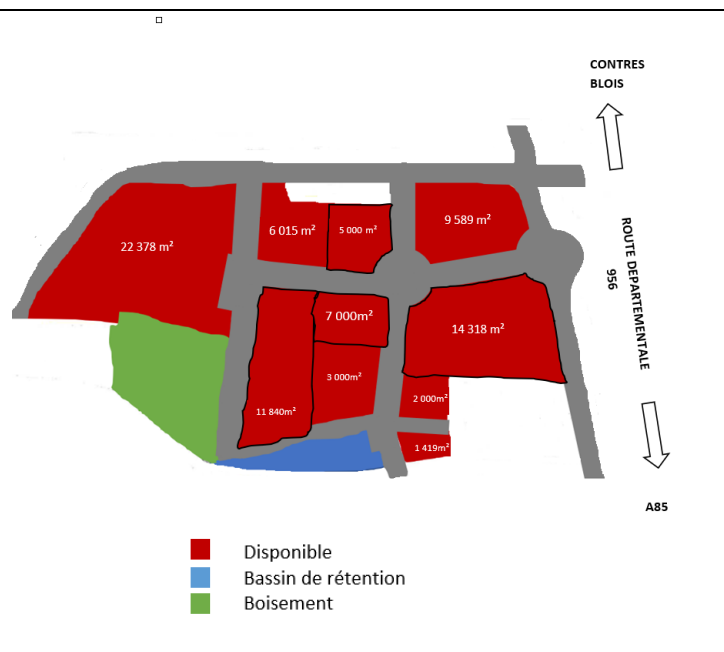 CONTRES
BLOIS
ROUTE DEPARTEMENTALE
956
22 378 m²
6 015 m²
5 000 m²
9 589 m²
7 000m²
14 318 m²
3 000m²
11 840m²
2 000m²
1 419m²
A85
Disponible
Bassin de rétention
Boisement